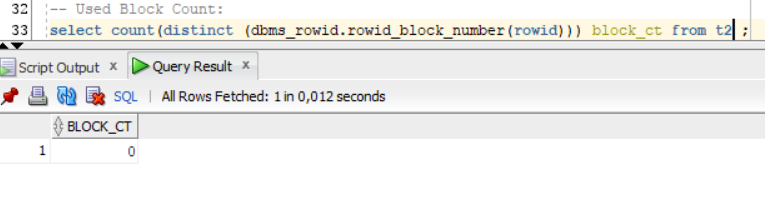 32 -- Used Block Count:
33 select count(distinct (dbms_rowid.rowid_block_number(rowid))) block_ct from t2 ;
Script Output x Query Result x
SQL | All Rows Fetched: 1 in 0,012 seconds
BLOCK_CT
1 0